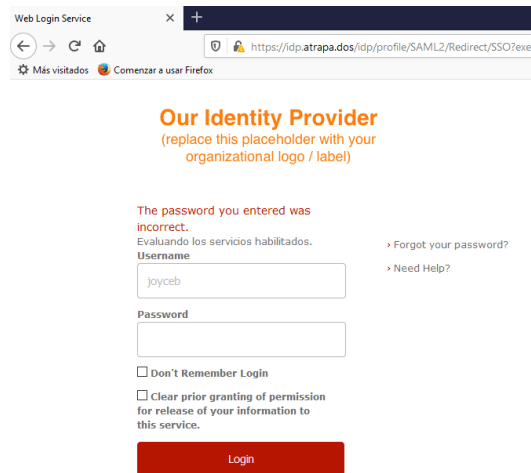 Web Login Service
https://idp.atrapa.dos/idp/profile/SAML2/Redirect/SSO?exe
Más visitados Comenzar a usar Firefox
Our Identity Provider
(replace this placeholder with your
organizational logo / label)
The password you entered was
incorrect.
Evaluando los servicios habilitados.
Username
joyceb
Password
Don't Remember Login
Clear prior granting of permission
for release of your information to
this service.
Login
› Forgot your password?
› Need Help?